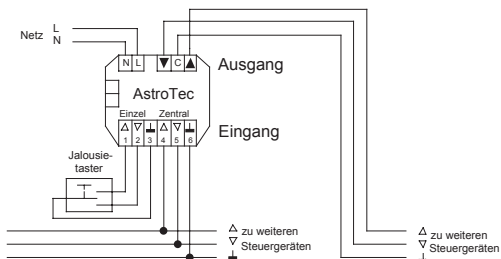 Netz L
N
N L ▼ C ▲
Ausgang
AstroTec
Einzel Zentral
Eingang
1 2 3 4 5 6
Jalousie-
taster
zu weiteren
Steuergeräten
zu weiteren
Steuergeräten